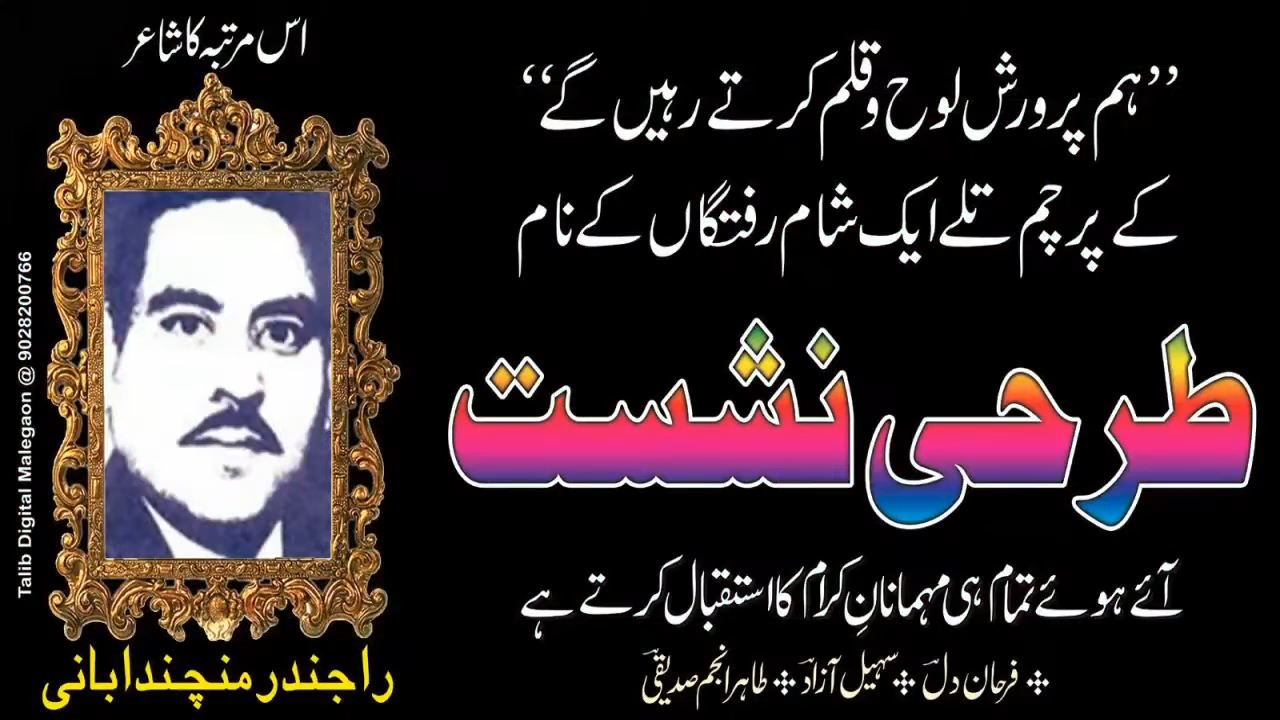 اس مرتبہ کا شاعر
”ہم پرورش لوح و قلم کرتے رہیں گے“
کے پرچم تلے ایک شام رفتگاں کے نام
طرحی نشست
آئے ہوئے تمام ہی مہمانانِ کرام کا استقبال کرتے ہے
فرحان دلؔ سہیل آزادؔ طاہر انجم صدیقیؔ
راجندر منچندا بانی
Talib Digital Malegaon @ 9028200766